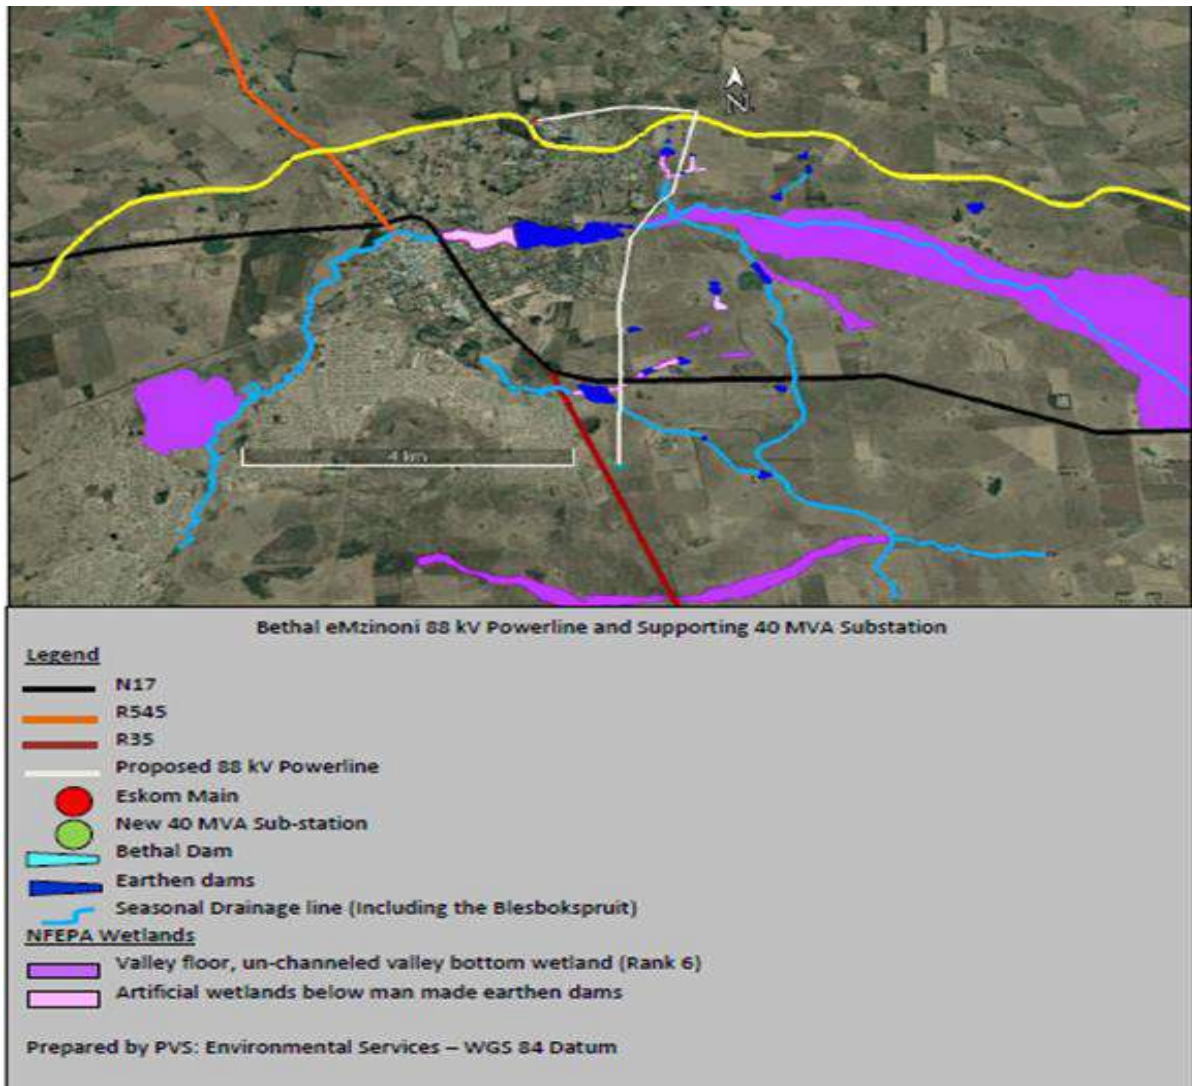 N
4 km
Bethal eMzinoni 88 kV Powerline and Supporting 40 MVA Substation
Legend
N17
R545
R35
Proposed 88 kV Powerline
Eskom Main
New 40 MVA Sub-station
Bethal Dam
Earthen dams
Seasonal Drainage line (Including the Blesbokspruit)
NFEPA Wetlands
Valley floor, un-channeled valley bottom wetland (Rank 6)
Artificial wetlands below man made earthen dams
Prepared by PVS: Environmental Services – WGS 84 Datum